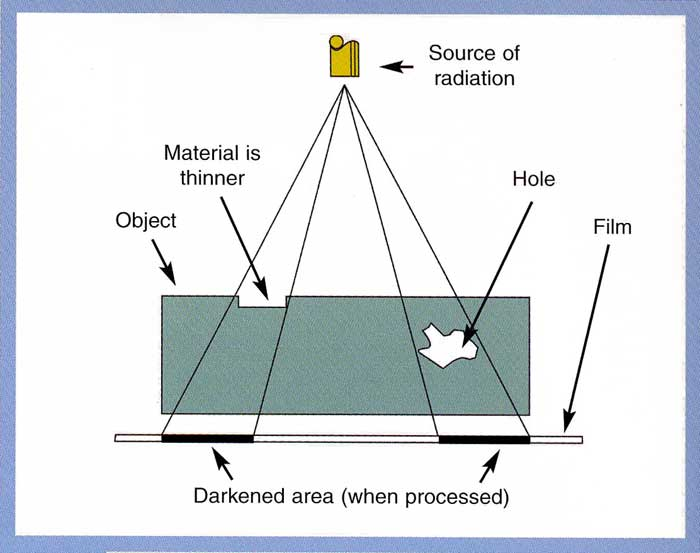 Source of
radiation
Material is
thinner
Hole
Object
Film
Darkened area (when processed)